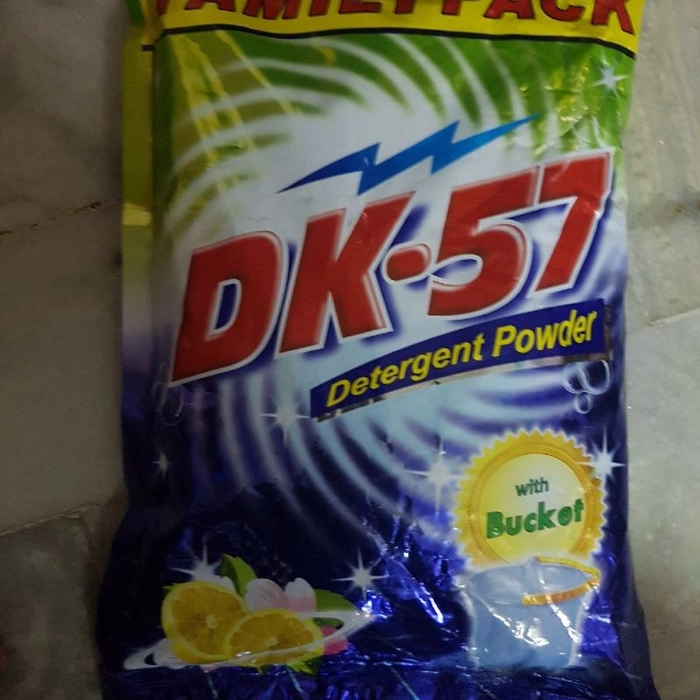 FAMILY PACK
DK•57
Detergent Powder
with
Bucket